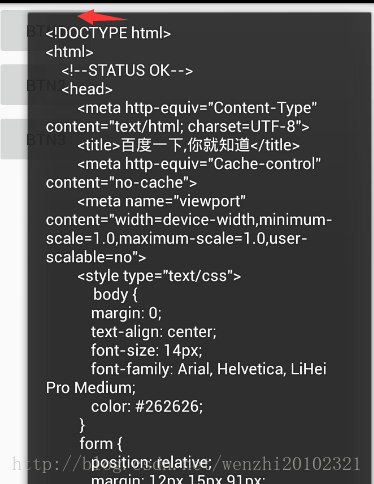 <!DOCTYPE html>
<html>
<!--STATUS OK-->
<head>
<meta http-equiv="Content-Type"
content="text/html; charset=UTF-8">
<title>百度一下,你就知道</title>
<meta http-equiv="Cache-control"
content="no-cache">
<meta name="viewport"
content="width=device-width,minimum-
scale=1.0,maximum-scale=1.0,user-
scalable=no">
<style type="text/css">
body {
margin: 0;
text-align: center;
font-size: 14px;
font-family: Arial, Helvetica, LiHei
Pro Medium;
color: #262626;
}
form {
position: relative;
margin: 12px 15px 91px;
http://blog.csdn.net/wenzhi20102321